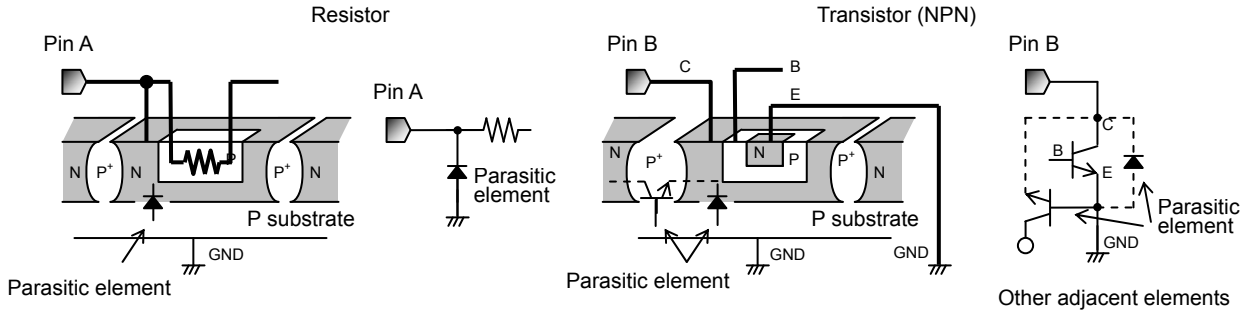 Resistor
Pin A
P
N
P+
N
P+
N
P substrate
GND
Parasitic element
Pin A
Parasitic
element
Transistor (NPN)
Pin B
C
B
E
N
P+
N
N
P
P+
N
P substrate
GND
GND
Parasitic element
Pin B
C
B
E
GND
Parasitic
element
Other adjacent elements